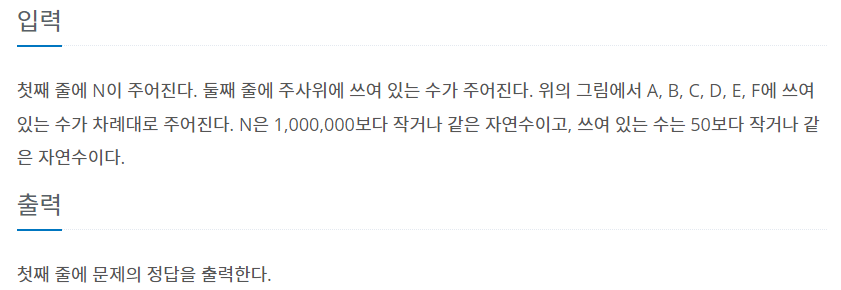 입력
첫째 줄에 N이 주어진다. 둘째 줄에 주사위에 쓰여 있는 수가 주어진다. 위의 그림에서 A, B, C, D, E, F에 쓰여
있는 수가 차례대로 주어진다. N은 1,000,000보다 작거나 같은 자연수이고, 쓰여 있는 수는 50보다 작거나 같
은 자연수이다.
출력
첫째 줄에 문제의 정답을 출력한다.